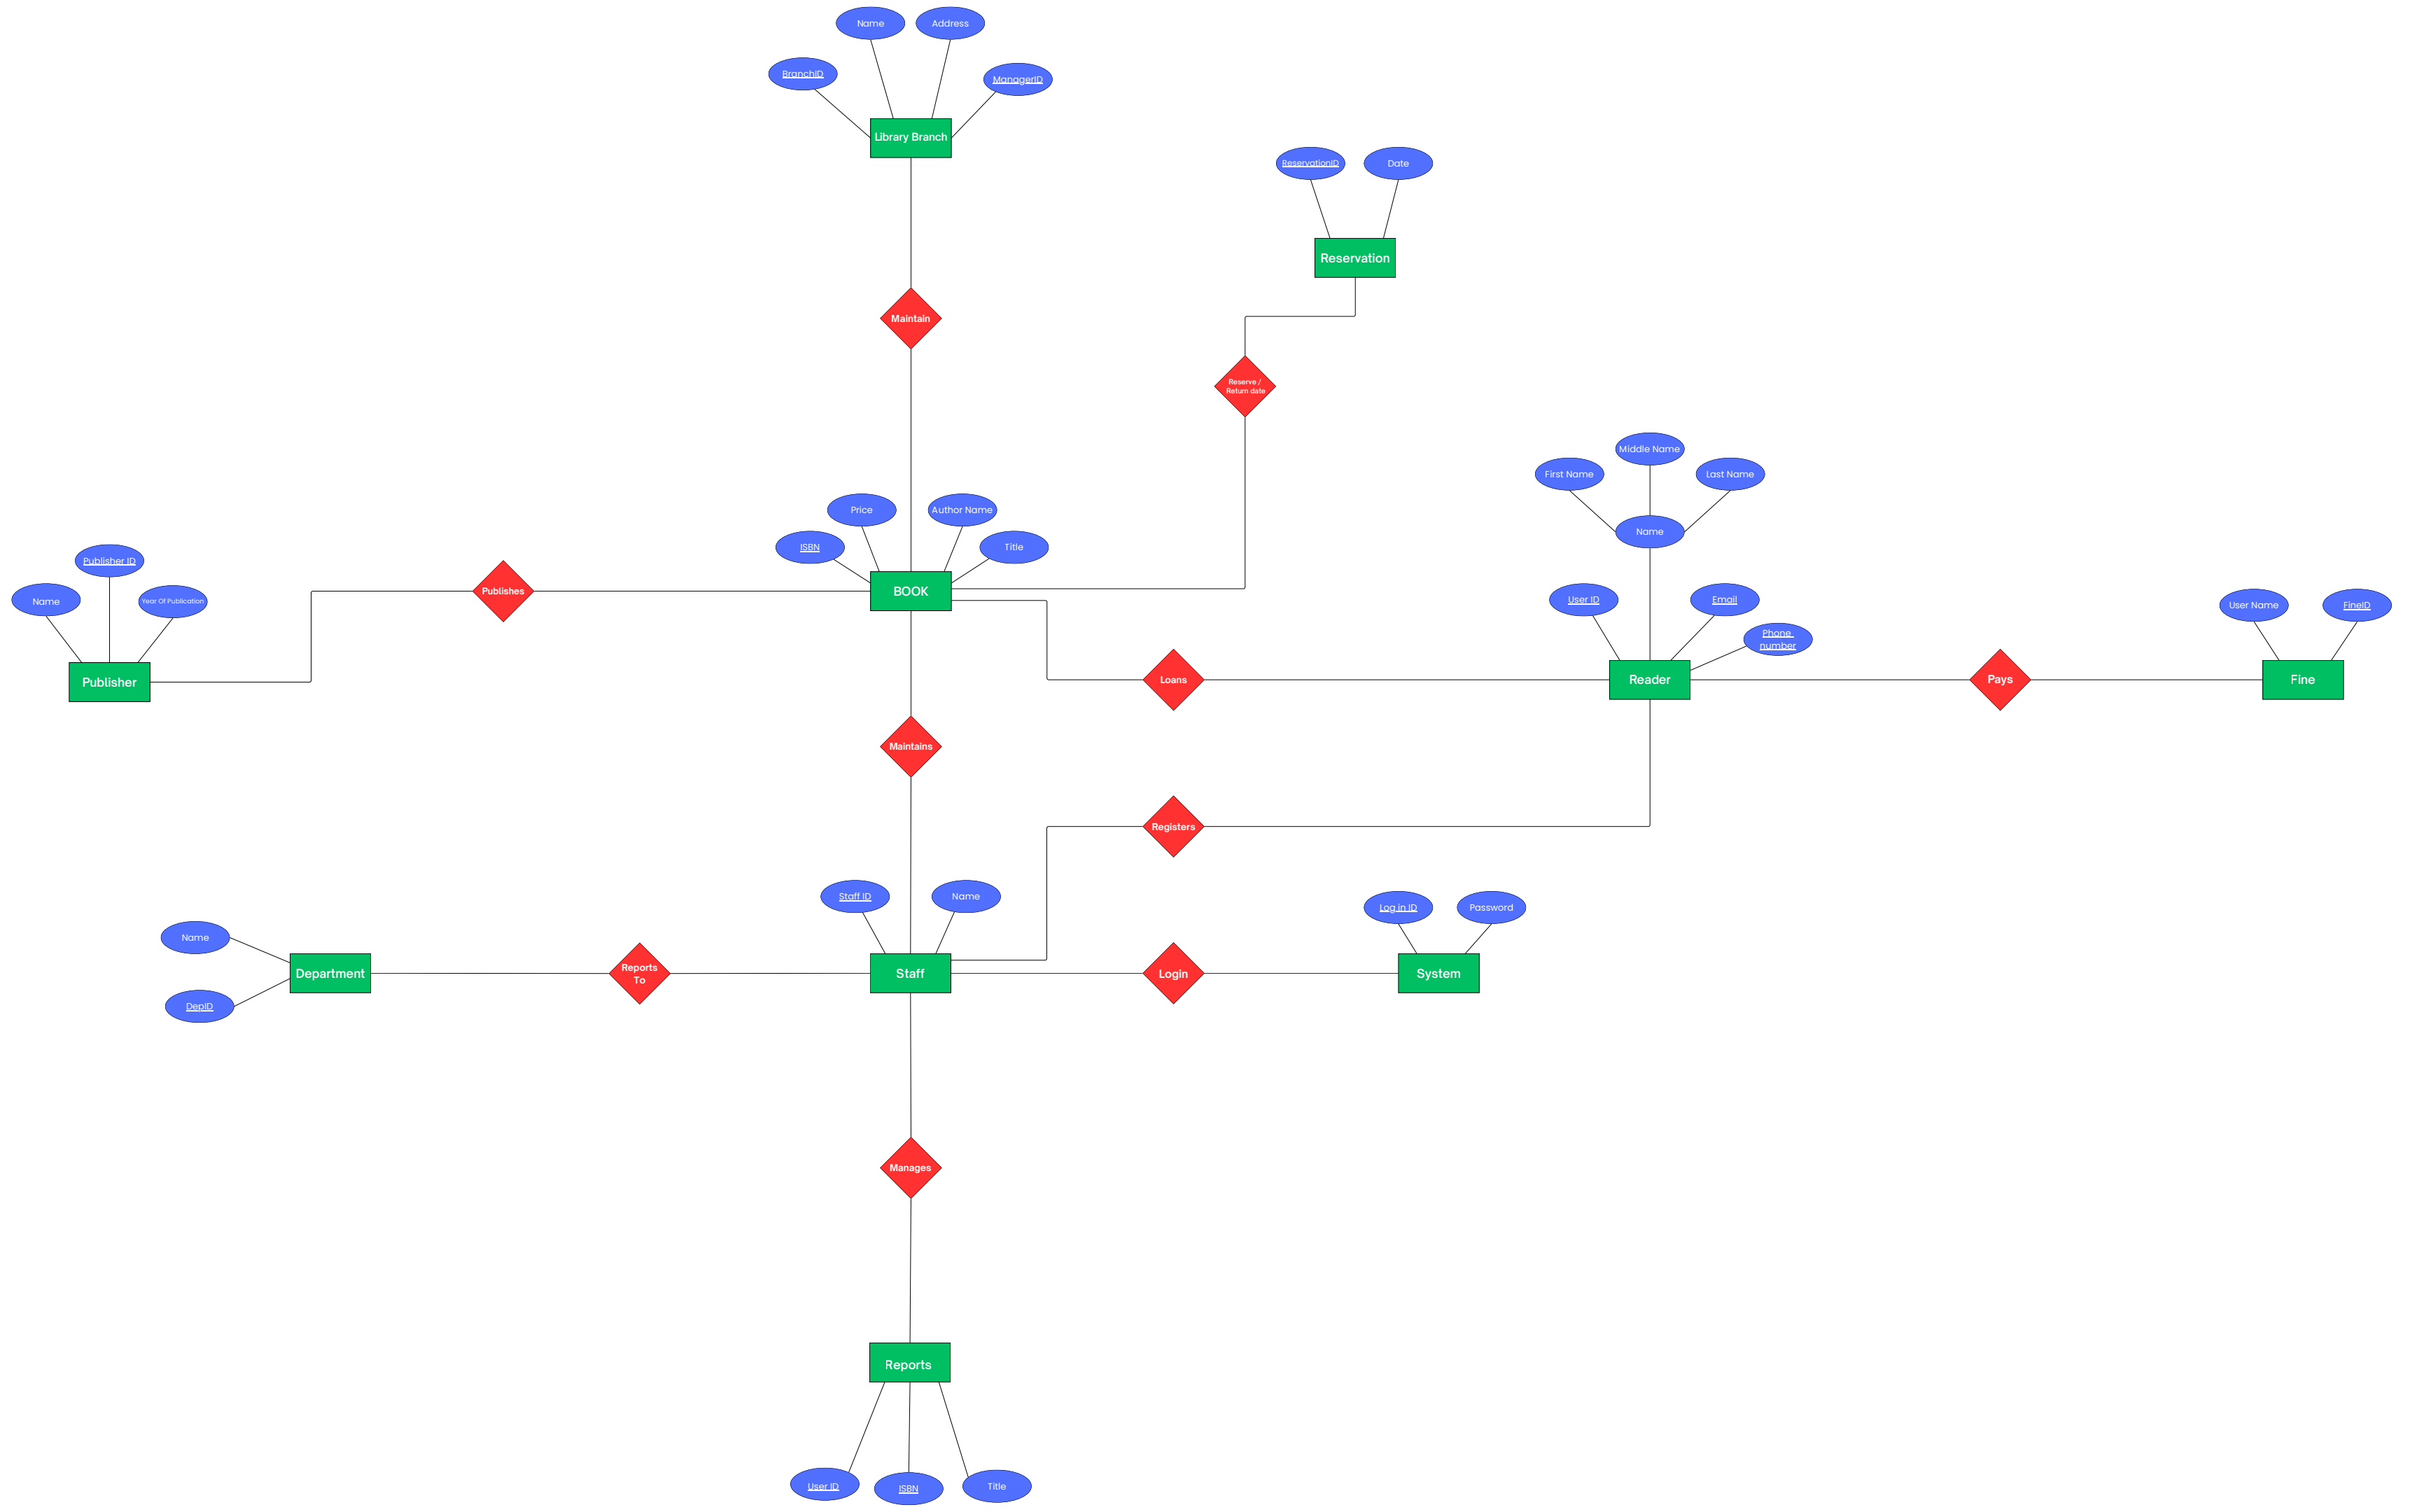 Name
Address
BranchID
ManagerID
Library Branch
ReservationID
Date
Reservation
Maintain
Reserve /
Return date
Middle Name
First Name
Last Name
Price
Author Name
Name
ISBN
Title
Publisher ID
Publishes
BOOK
Name
Year Of Publication
User ID
Email
User Name
FineID
Phone
number
Publisher
Loans
Reader
Pays
Fine
Maintains
Registers
Staff ID
Name
Log in ID
Password
Name
Department
Reports
To
Staff
Login
System
DepID
Manages
Reports
User ID
ISBN
Title